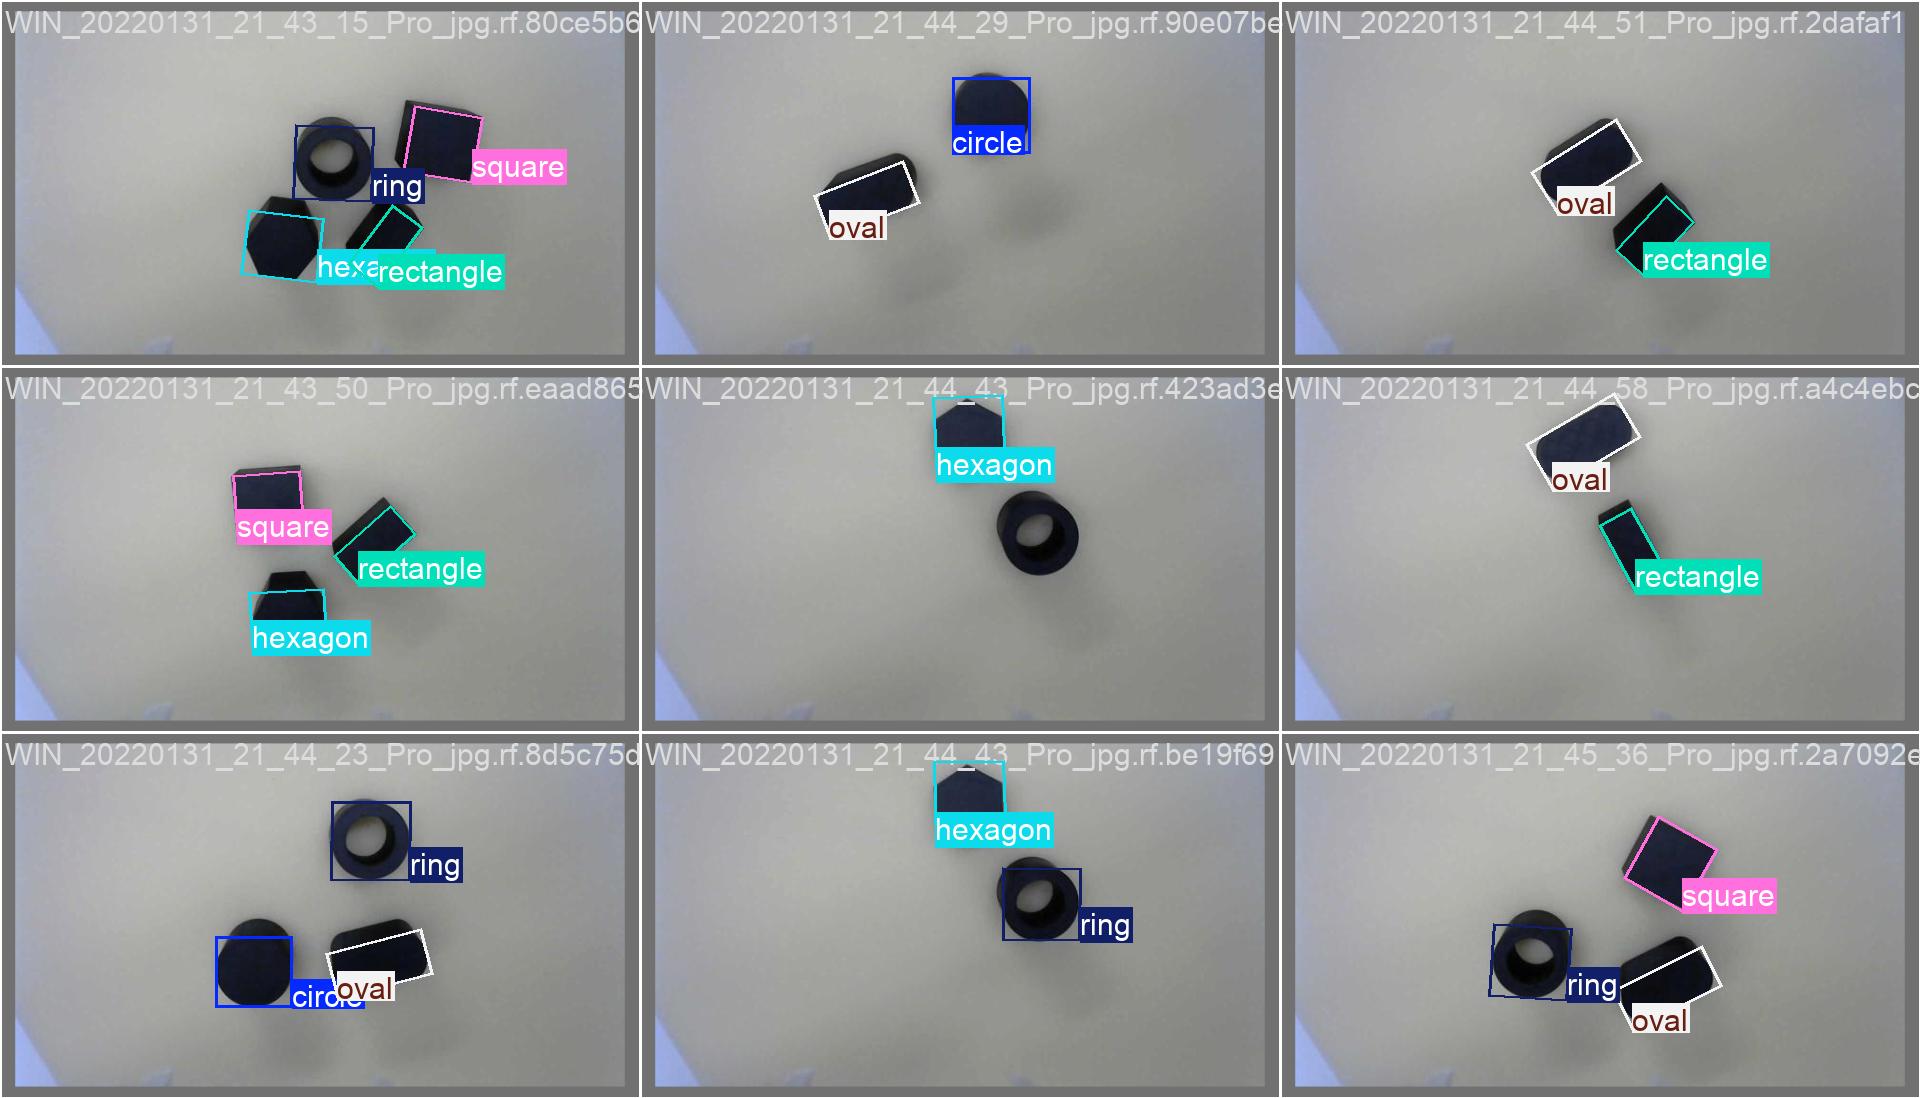 WIN_20220131_21_43_15_Pro_jpg.rf.80ce5b6
square
ring
hexa
rectangle
WIN_20220131_21_44_29_Pro_jpg.rf.90e07be
circle
oval
WIN_20220131_21_44_51_Pro_jpg.rf.2dafaf1
oval
rectangle
WIN_20220131_21_43_50_Pro_jpg.rf.eaad865
square
rectangle
hexagon
WIN_20220131_21_44_43_Pro_jpg.rf.423ad3e
hexagon
WIN_20220131_21_44_58_Pro_jpg.rf.a4c4ebc
oval
rectangle
WIN_20220131_21_44_23_Pro_jpg.rf.8d5c75d
ring
circle
oval
WIN_20220131_21_44_43_Pro_jpg.rf.be19f69
hexagon
ring
WIN_20220131_21_45_36_Pro_jpg.rf.2a7092e
square
ring
oval